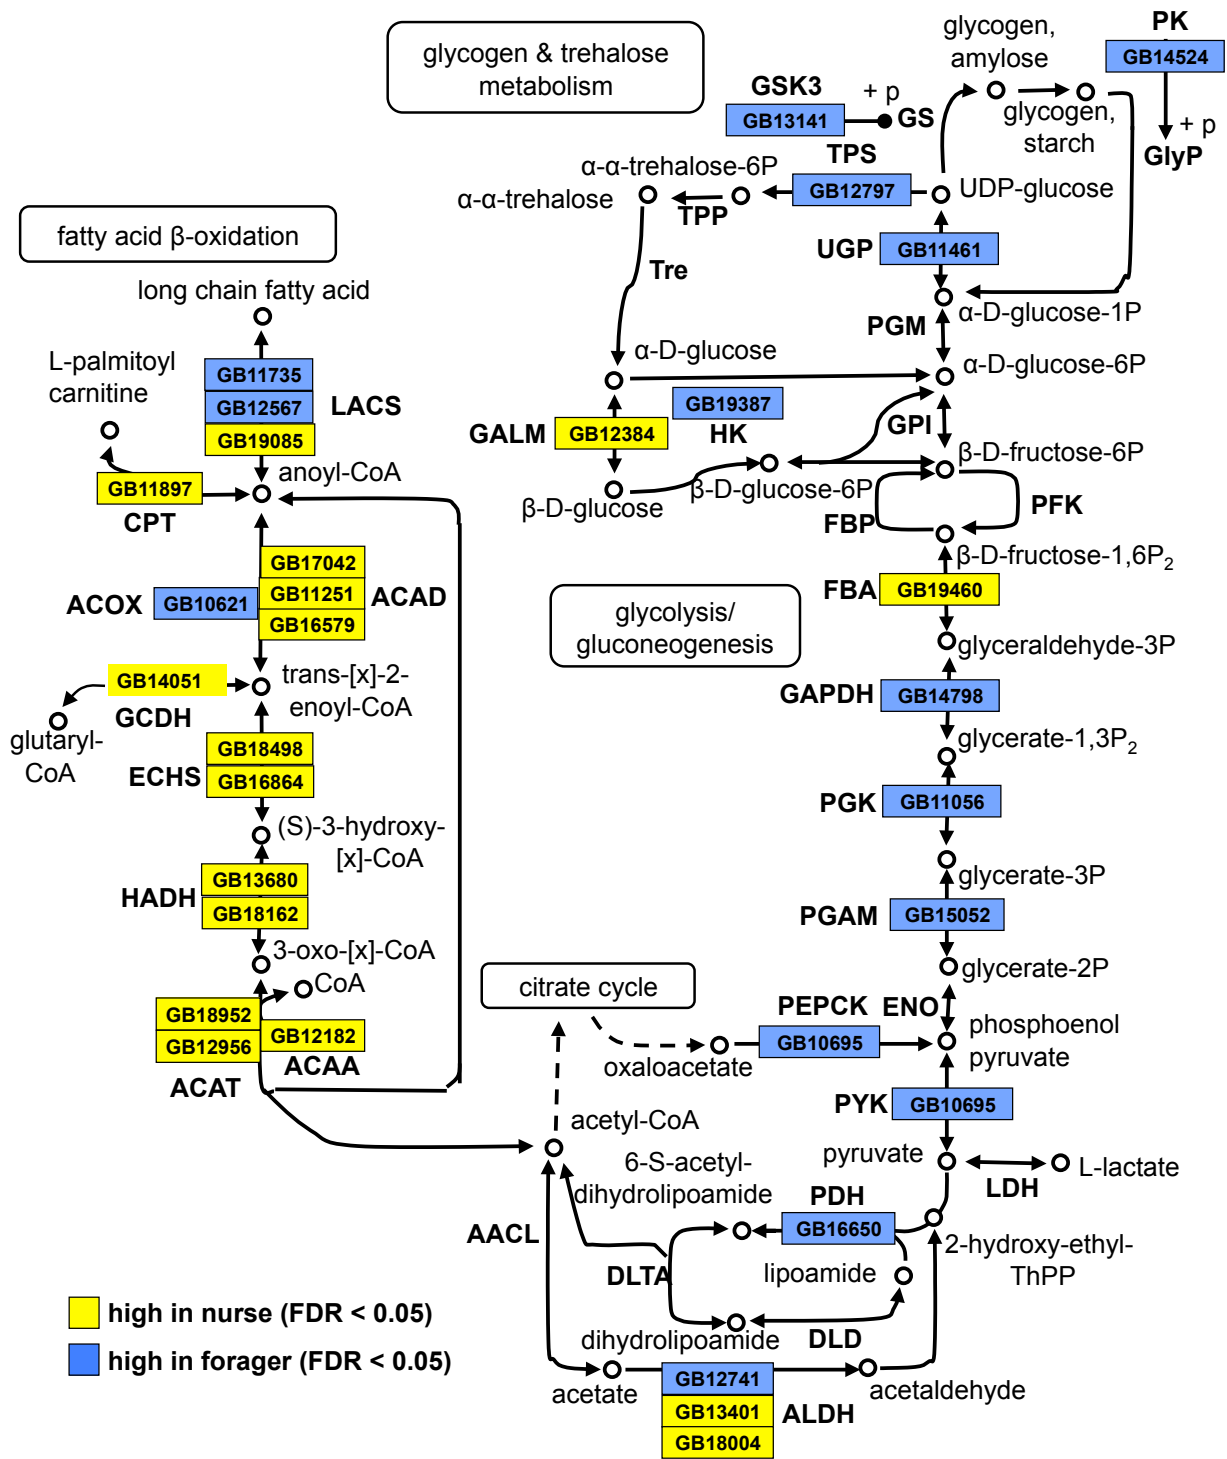 glycogen & trehalose
metabolism
glycogen,
amylose
PK
GB14524
GSK3
+ p
GB13141
GS
glycogen,
starch
+ p
GlyP
TPS
α-α-trehalose-6P
α-α-trehalose
GB12797
UDP-glucose
TPP
UGP
GB11461
Tre
α-D-glucose-1P
PGM
α-D-glucose
α-D-glucose-6P
GB19387
GALM
GB12384
HK
GPI
β-D-fructose-6P
β-D-glucose
β-D-glucose-6P
FBP
PFK
β-D-fructose-1,6P2
FBA
GB19460
glycolysis/
gluconeogenesis
glyceraldehyde-3P
GAPDH
GB14798
glycerate-1,3P2
PGK
GB11056
glycerate-3P
PGAM
GB15052
glycerate-2P
ENO
PEPCK
GB10695
phosphoenol
pyruvate
citrate cycle
oxaloacetate
PYK
GB10695
acetyl-CoA
pyruvate
L-lactate
LDH
6-S-acetyl-
dihydrolipoamide
PDH
GB16650
2-hydroxy-ethyl-
ThPP
AACL
DLTA
lipoamide
dihydrolipoamide
DLD
acetate
GB12741
GB13401
GB18004
ALDH
acetaldehyde
fatty acid β-oxidation
long chain fatty acid
L-palmitoyl
carnitine
GB11735
GB12567
GB19085
LACS
anoyl-CoA
GB11897
CPT
GB17042
GB11251
GB16579
ACAD
ACOX
GB10621
GB14051
GCDH
trans-[x]-2-
enoyl-CoA
glutaryl-
CoA
GB18498
GB16864
ECHS
(S)-3-hydroxy-
[x]-CoA
GB13680
GB18162
HADH
3-oxo-[x]-CoA
CoA
GB18952
GB12956
GB12182
ACAA
ACAT
high in nurse (FDR < 0.05)
high in forager (FDR < 0.05)